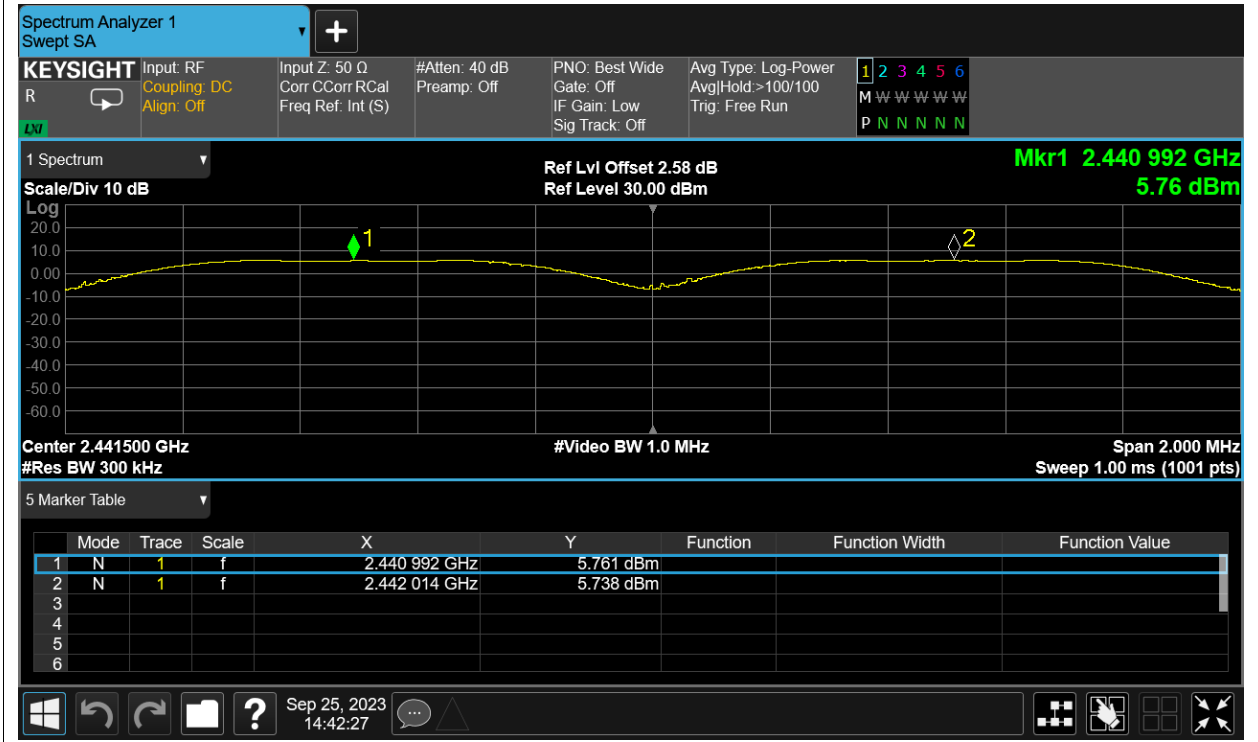 Spectrum Analyzer 1
Swept SA
+
KEYSIGHT Input: RF Input Z: 50 Ω #Atten: 40 dB PNO: Best Wide Avg Type: Log-Power 1 2 3 4 5 6
R Coupling: DC Corr CCorr RCal Preamp: Off Gate: Off Avg|Hold:>100/100 M W W W W W
Align: Off Freq Ref: Int (S) IF Gain: Low Trig: Free Run
LXI Sig Track: Off P N N N N N
1 Spectrum Ref Lvl Offset 2.58 dB Mkr1 2.440 992 GHz
Scale/Div 10 dB Ref Level 30.00 dBm 5.76 dBm
Log
20.0
10.0
0.00
-10.0
-20.0
-30.0
-40.0
-50.0
-60.0
1
2
Center 2.441500 GHz #Video BW 1.0 MHz Span 2.000 MHz
#Res BW 300 kHz Sweep 1.00 ms (1001 pts)
5 Marker Table
Mode Trace Scale X Y Function Function Width Function Value
1 N 1 f 2.440 992 GHz 5.761 dBm
2 N 1 f 2.442 014 GHz 5.738 dBm
3
4
5
6
? Sep 25, 2023
14:42:27